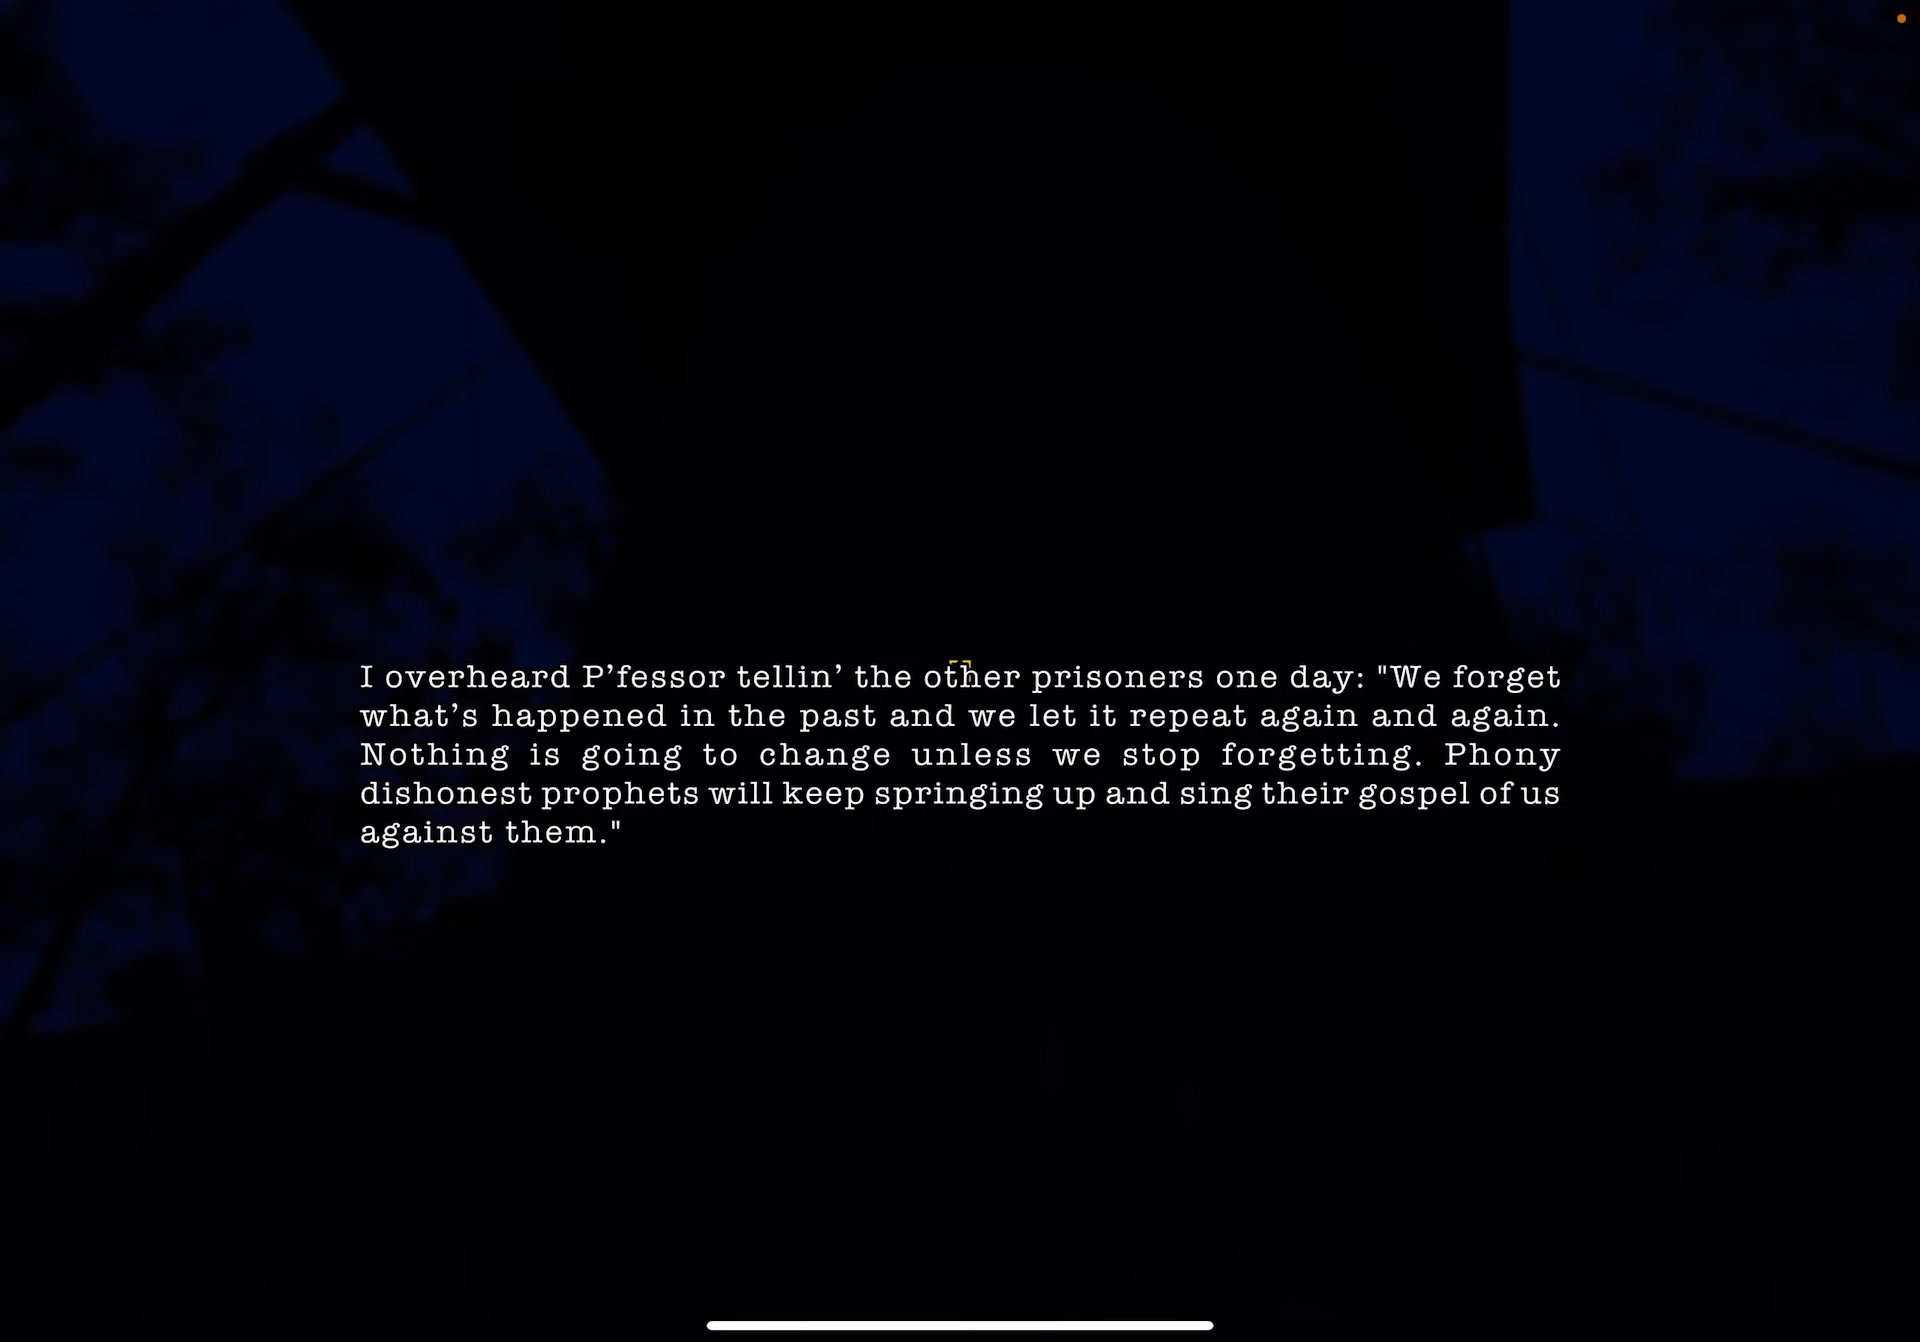 I overheard P’fessor tellin’ the other prisoners one day: "We forget
what’s happened in the past and we let it repeat again and again.
Nothing is going to change unless we stop forgetting. Phony
dishonest prophets will keep springing up and sing their gospel of us
against them."